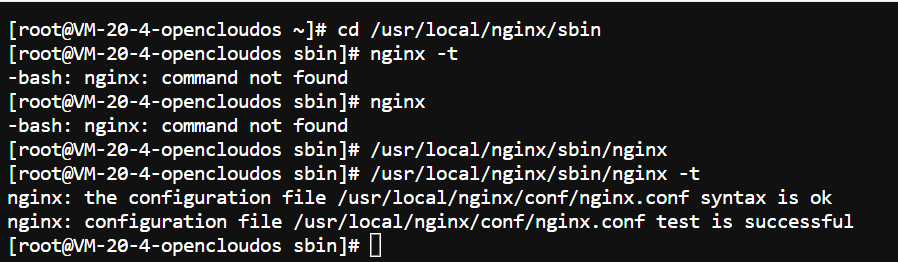 [root@VM-20-4-opencloudos ~]# cd /usr/local/nginx/sbin
[root@VM-20-4-opencloudos sbin]# nginx -t
-bash: nginx: command not found
[root@VM-20-4-opencloudos sbin]# nginx
-bash: nginx: command not found
[root@VM-20-4-opencloudos sbin]# /usr/local/nginx/sbin/nginx
[root@VM-20-4-opencloudos sbin]# /usr/local/nginx/sbin/nginx -t
nginx: the configuration file /usr/local/nginx/conf/nginx.conf syntax is ok
nginx: configuration file /usr/local/nginx/conf/nginx.conf test is successful
[root@VM-20-4-opencloudos sbin]#